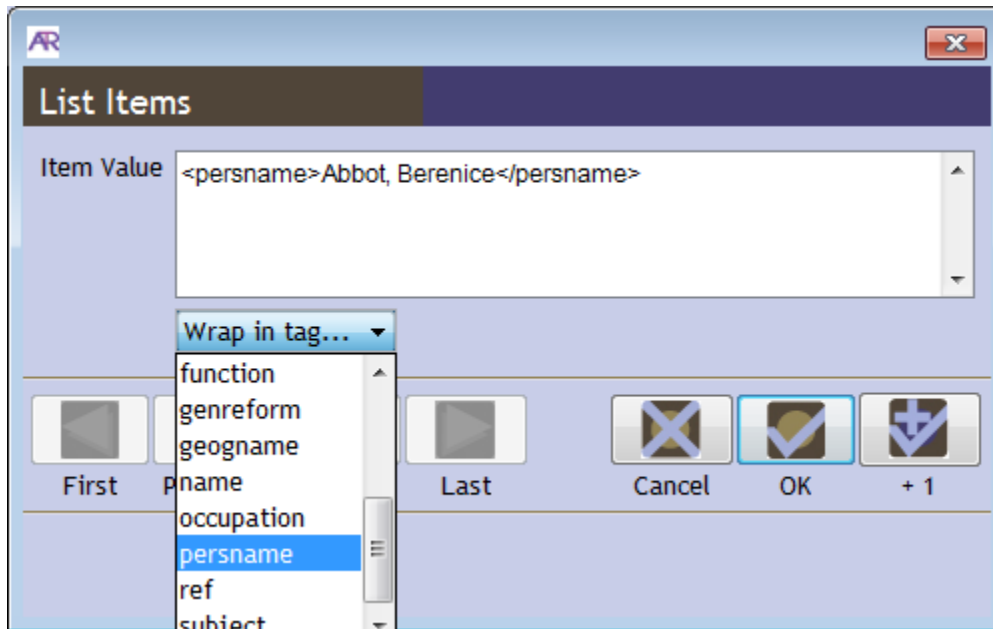 AR
List Items
Item Value
<persname>Abbot, Berenice</persname>
Wrap in tag...
function
genreform
geogname
name
occupation
persname
ref
subject
First P Last Cancel OK + 1